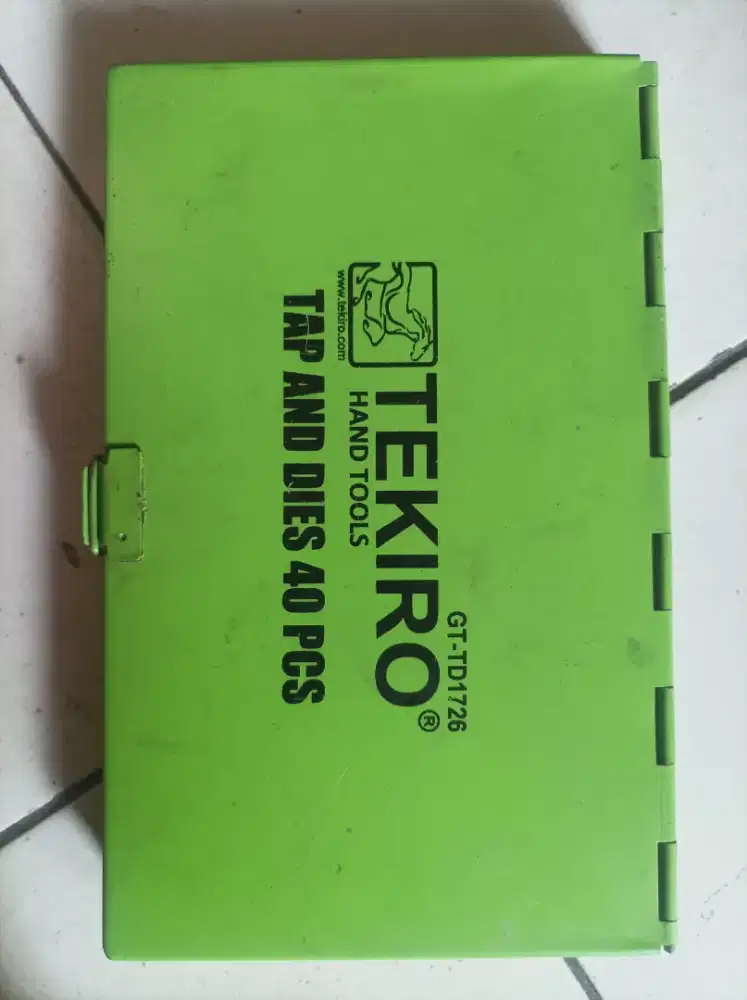 GT-TD1726
TEKIRO®
HAND TOOLS
www.tekiro.com
TAP AND DIES 40 PCS